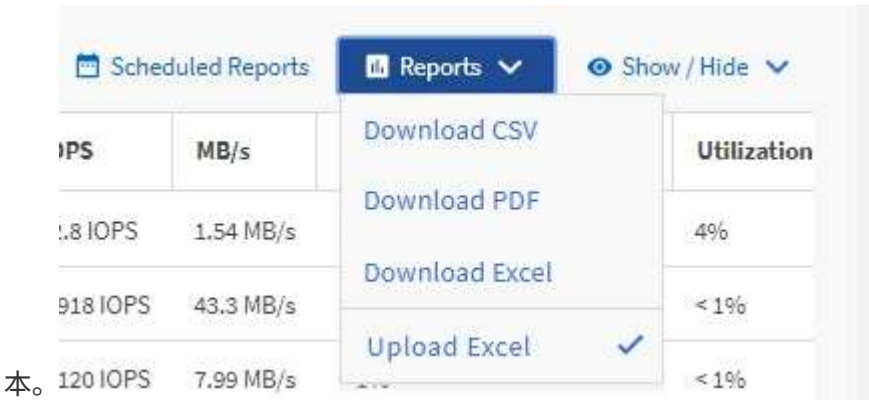 Scheduled Reports Reports Show / Hide
MB/s Utilization
Download CSV
Download PDF
.8 IOPS 1.54 MB/s 4%
Download Excel
918 IOPS 43.3 MB/s < 1%
Upload Excel
本。 120 IOPS 7.99 MB/s < 1%